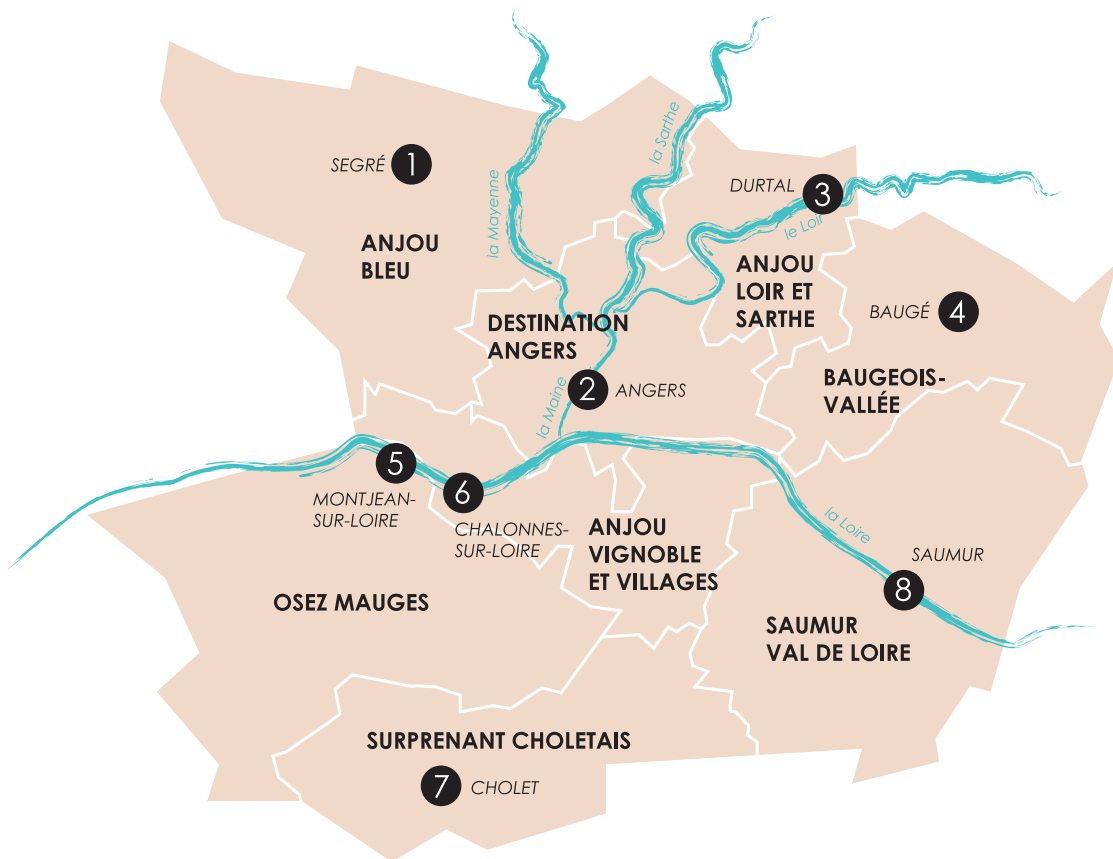 la Sarthe
SEGRÉ
1
DURTAL
3
la Mayenne
le Loir
ANJOU
BLEU
ANJOU
LOIR ET
SARTHE
BAUGÉ
4
DESTINATION
ANGERS
BAUGEOIS-
VALLÉE
2
ANGERS
la Maine
5
MONTJEAN-
SUR-LOIRE
6
CHALONNES-
SUR-LOIRE
ANJOU
VIGNOBLE
ET VILLAGES
la Loire
SAUMUR
8
OSEZ MAUGES
SAUMUR
VAL DE LOIRE
SURPRENANT CHOLETAIS
7
CHOLET